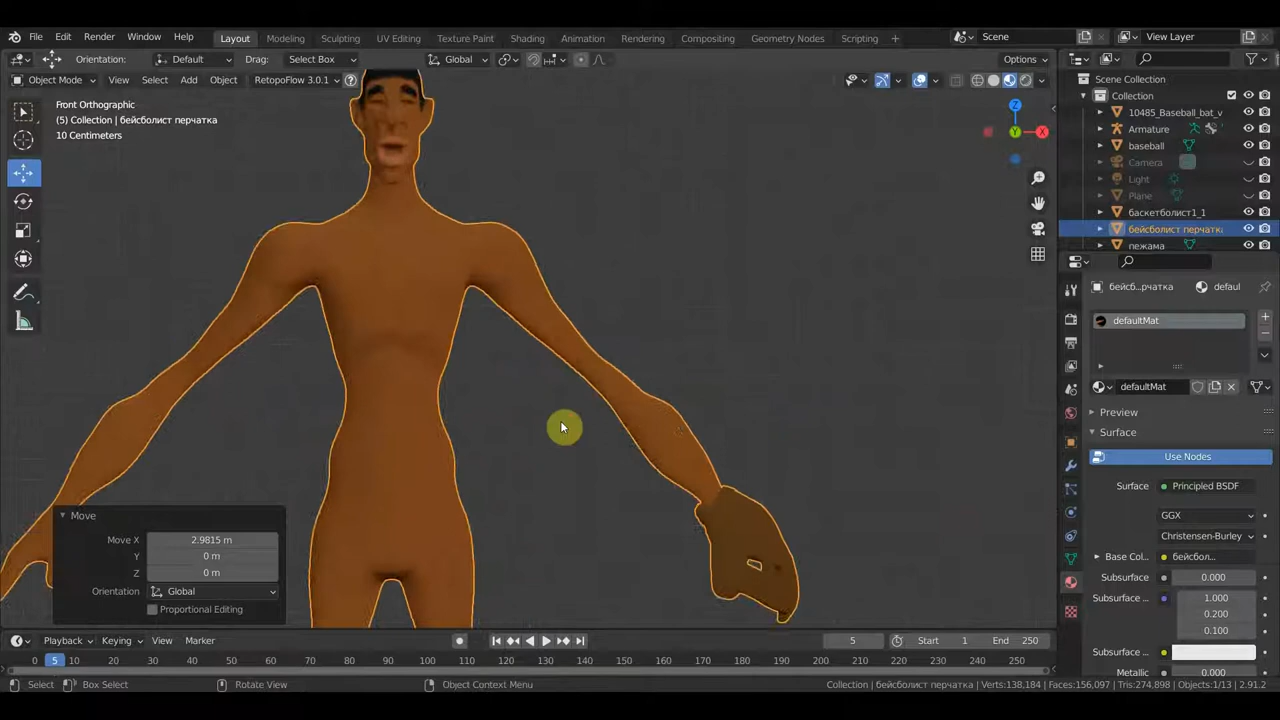 File Edit Render Window Help Layout Modeling Sculpting UV Editing Texture Paint Shading Animation Rendering Compositing Geometry Nodes Scripting + Scene View Layer
Orientation: Default Drag: Select Box Global Options
Object Mode View Select Add Object RetopoFlow 3.0.1 ?
Scene Collection
Collection
10485_Baseball_bat_v
Armature
baseball
Camera
Light
Plane
баскетболист1_1
бейсболист перчатка
пежама
Front Orthographic
(5) Collection | бейсболист перчатка
10 Centimeters
Z
Y
X
бейсб...рчатка defaul
defaultMat
defaultMat
Preview
Surface
Use Nodes
Surface Principled BSDF
GGX
Christensen-Burley
Base Col... бейсбол...
Subsurface 0.000
Subsurface .. 1.000
0.200
0.100
Subsurface ..
Metallic 0.000
Move
Move X 2.9815 m
Y 0 m
Z 0 m
Orientation Global
Proportional Editing
Playback Keying View Marker 5 Start 1 End 250
0 5 10 20 30 40 50 60 70 80 90 100 110 120 130 140 150 160 170 180 190 200 210 220 230 240 250
Select Box Select Rotate View Object Context Menu Collection | бейсболист перчатка | Verts:138,184 | Faces:156,097 | Tris:274,898 | Objects:1/13 | 2.91.2